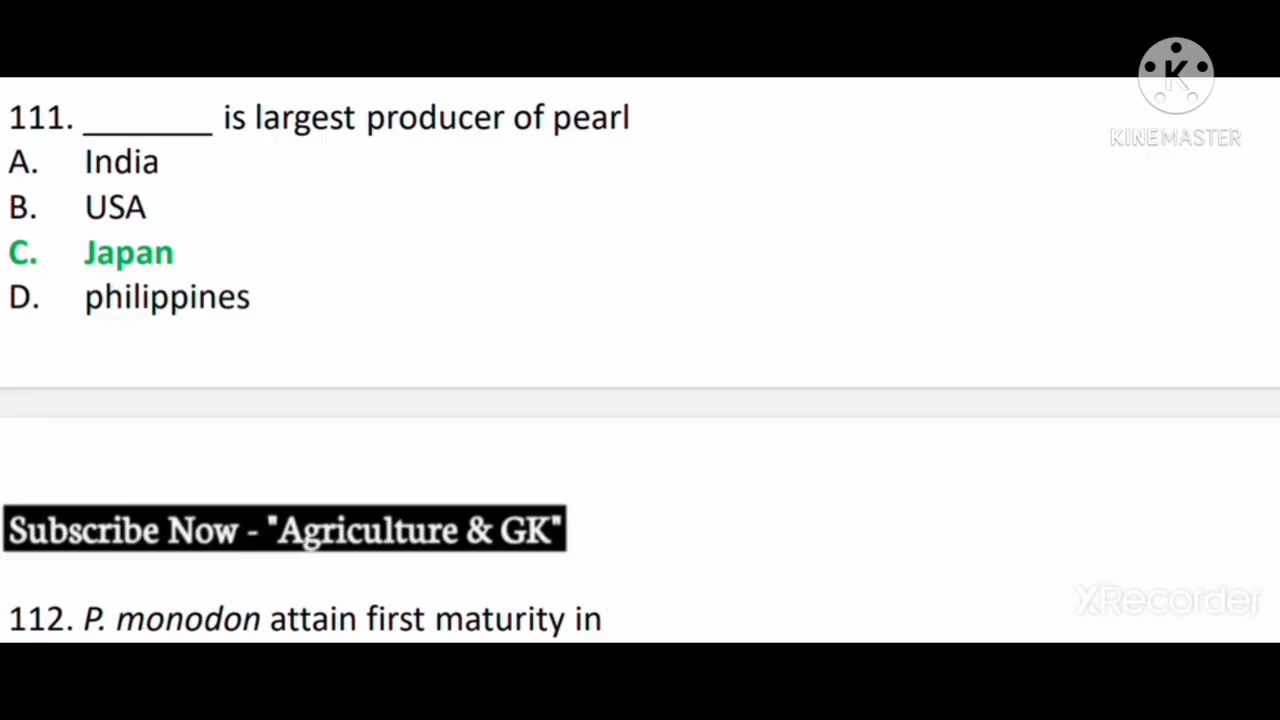 K
KINEMASTER
111. _______ is largest producer of pearl
A. India
B. USA
C. Japan
D. philippines
Subscribe Now - "Agriculture & GK"
XRecorder
112. P. monodon attain first maturity in